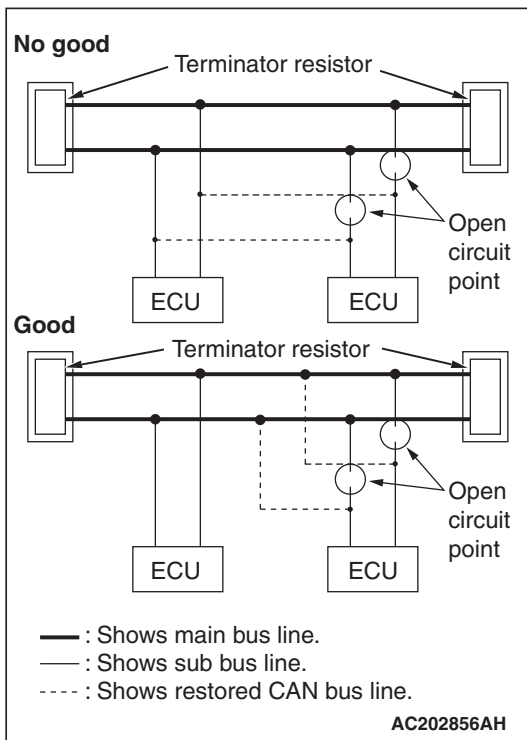 No good
Terminator resistor
Open
circuit
point
ECU
ECU
Good
Terminator resistor
Open
circuit
point
ECU
ECU
: Shows main bus line.
: Shows sub bus line.
: Shows restored CAN bus line.
AC202856AH